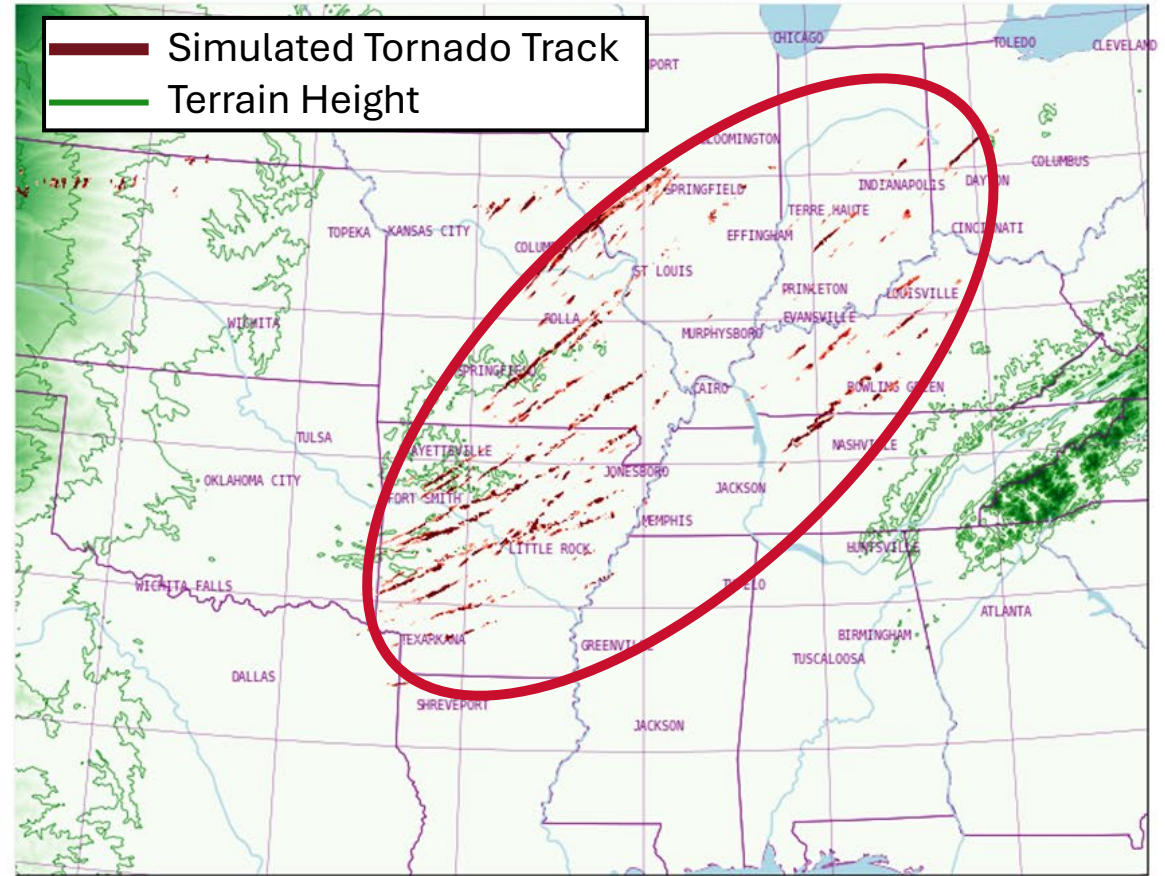 Simulated Tornado Track
Terrain Height
CHICAGO
TOLEDO
CLEVELAND
PORT
BLOOMINGTON
COLUMBUS
SPRINGFIELD
INDIANAPOLIS
DAYTON
TERRE HAUTE
TOPEKA
KANSAS CITY
EFFINGHAM
CINCINNATI
COLUM
ST LOUIS
PRINCETON
LOUISVILLE
WICHITA
ROLLA
EVANSVILLE
MURPHYSBORO
SPRINGFIELD
CAIRO
BOWLING GREEN
TULSA
FAYETTEVILLE
NASHVILLE
OKLAHOMA CITY
JONESBORO
FORT SMITH
JACKSON
MEMPHIS
LITTLE ROCK
HUNTSVILLE
WICHITA FALLS
TUPELO
ATLANTA
TEXARKANA
GREENVILLE
BIRMINGHAM
TUSCALOOSA
DALLAS
SHREVEPORT
JACKSON